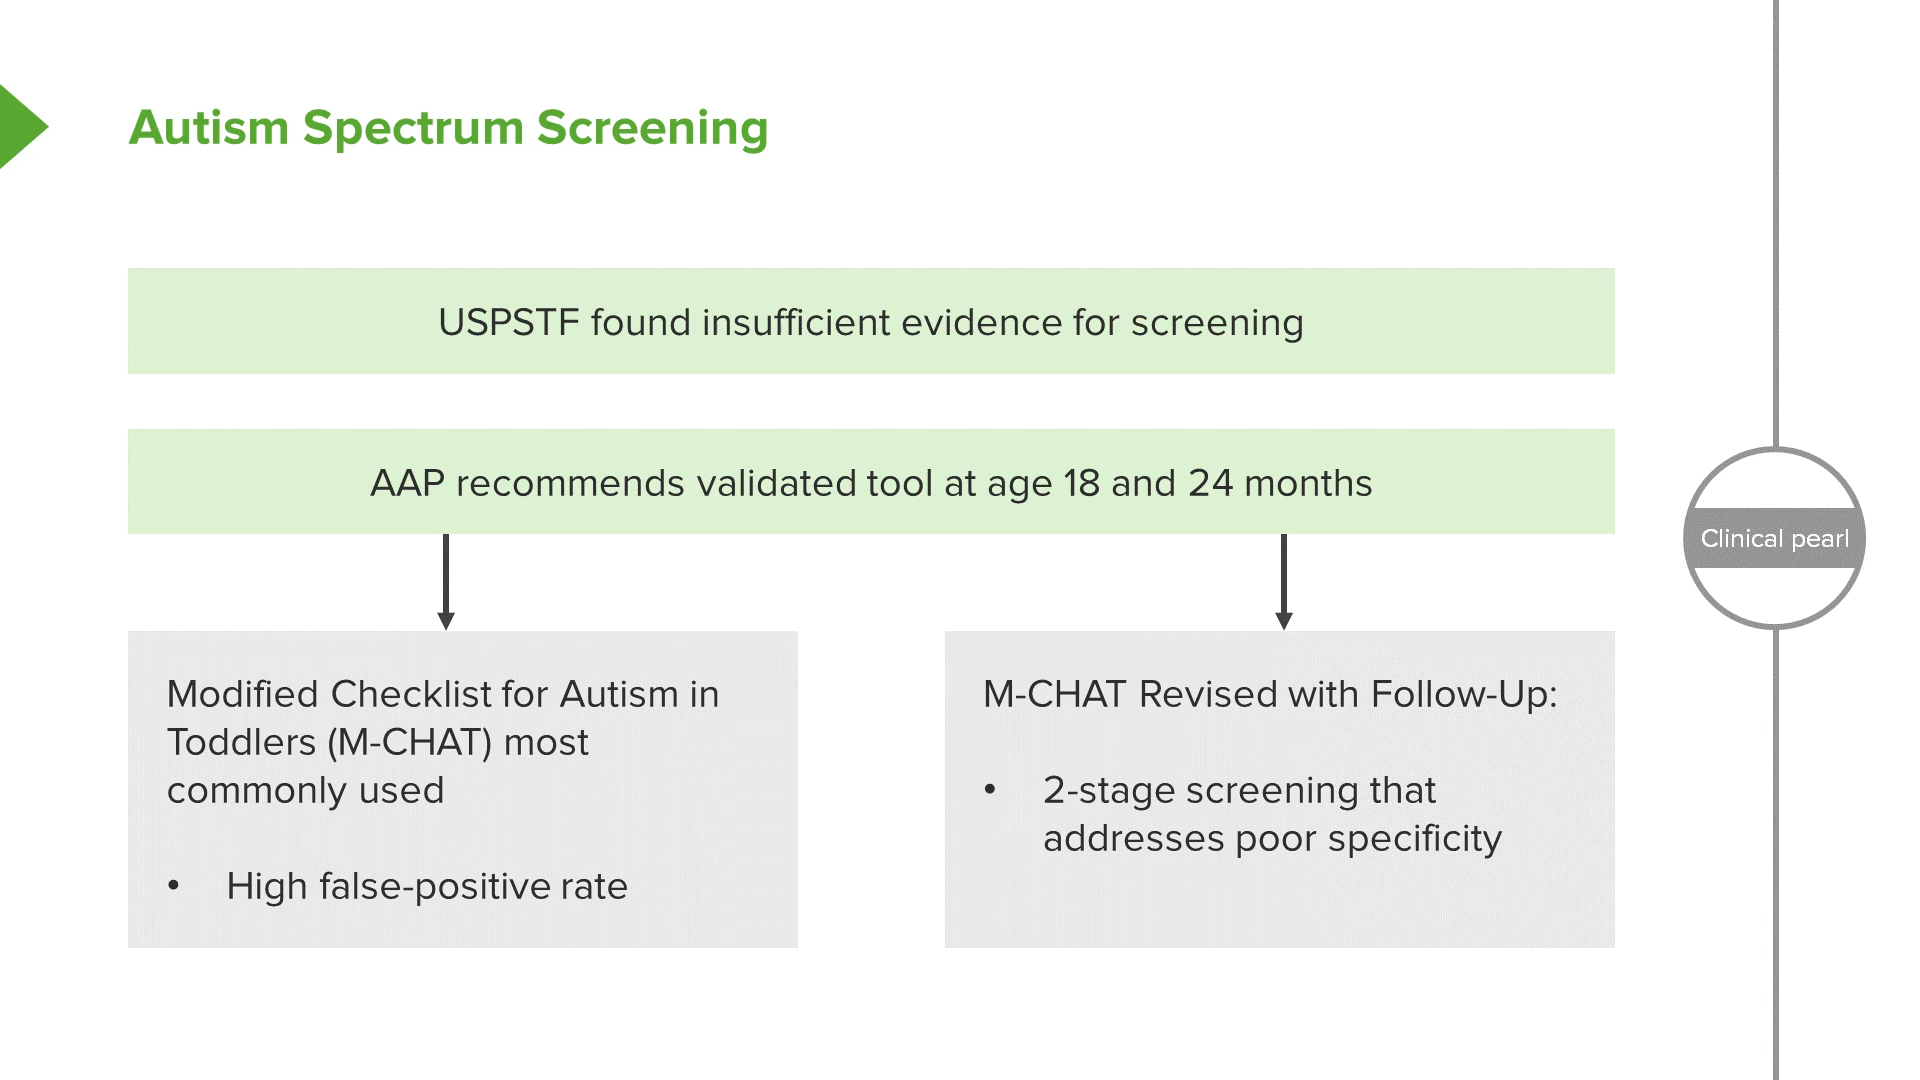 Autism Spectrum Screening
USPSTF found insufficient evidence for screening
AAP recommends validated tool at age 18 and 24 months
Modified Checklist for Autism in
Toddlers (M-CHAT) most
commonly used
• High false-positive rate
M-CHAT Revised with Follow-Up:
• 2-stage screening that
addresses poor specificity
Clinical pearl